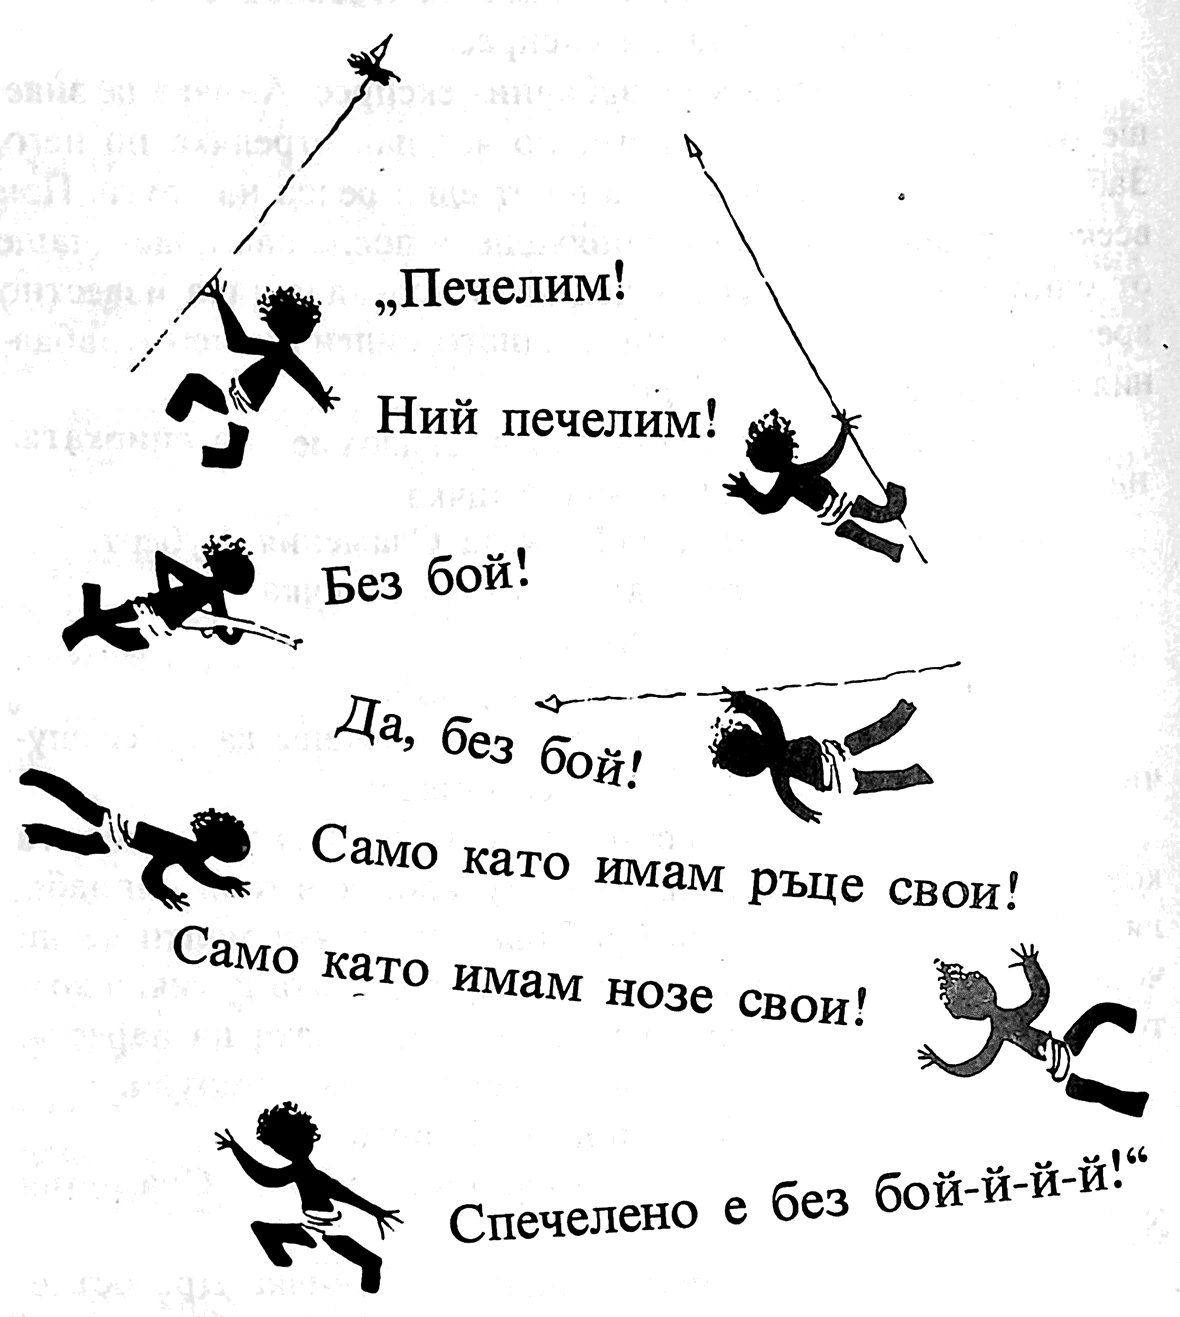 „Печелим!
Ний печелим!
Без бой!
Да, без бой!
Само като имам ръце свои!
Само като имам нозе свои!
Спечелено е без бой-й-й-й!“